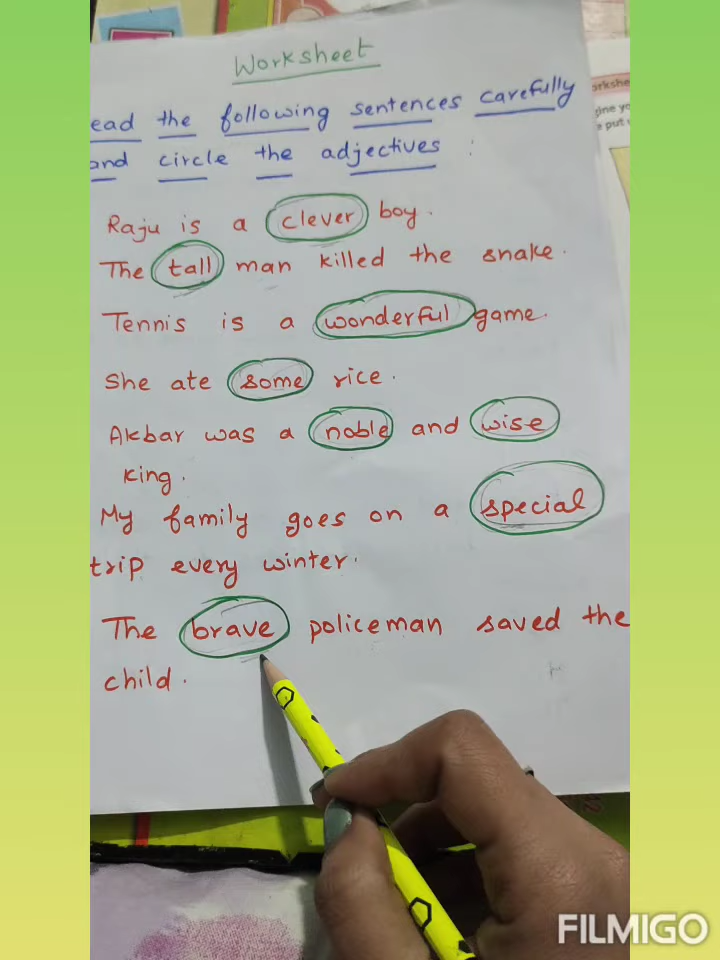 Worksheet
ead the following sentences carefully
and circle the adjectives :
Raju is a clever boy.
The tall man killed the snake.
Tennis is a wonderful game.
She ate some rice.
Akbar was a noble and wise
king.
My family goes on a special
trip every winter.
The brave policeman saved the
child.
FILMIGO